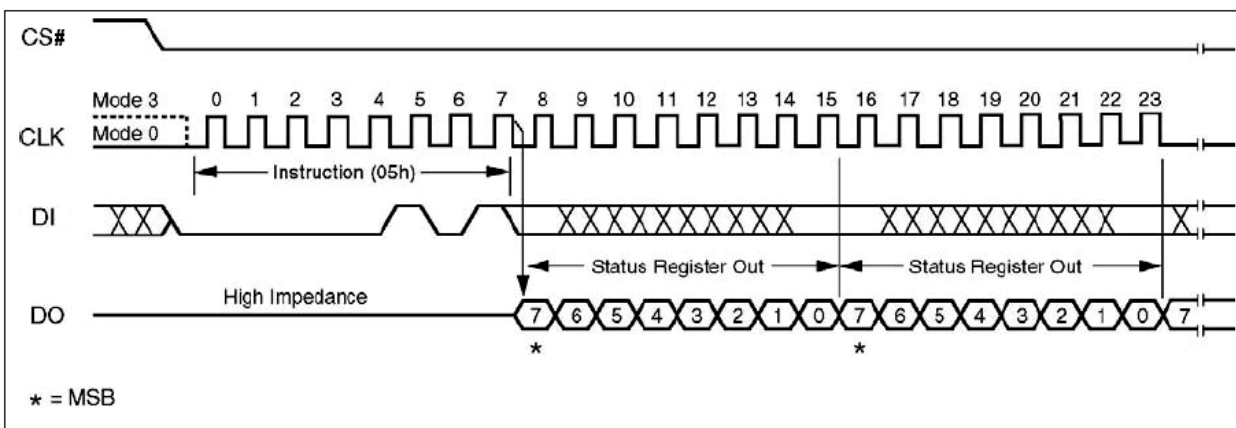 CS#
Mode 3 0 1 2 3 4 5 6 7 8 9 10 11 12 13 14 15 16 17 18 19 20 21 22 23
CLK Mode 0
Instruction (05h)
DI
Status Register Out Status Register Out
High Impedance
DO 7 6 5 4 3 2 1 0 7 6 5 4 3 2 1 0 7
* *
* = MSB